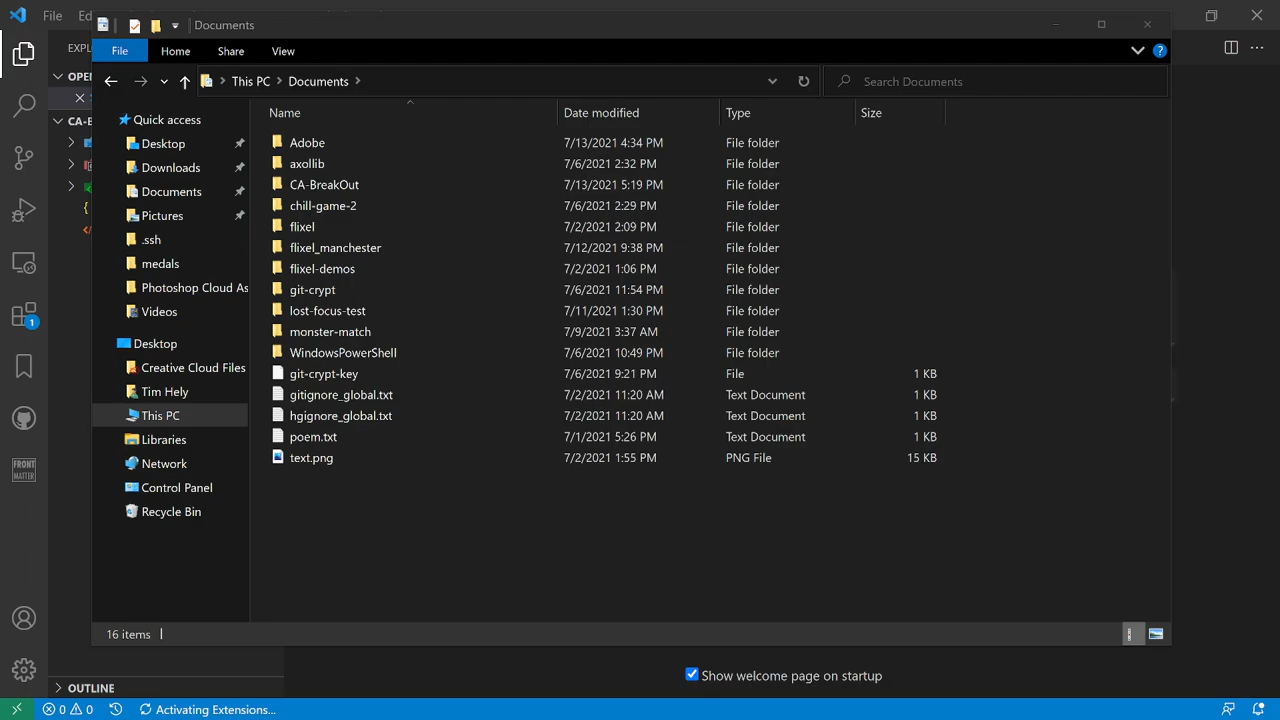 File Ed
Documents
File Home Share View
This PC Documents
Search Documents
Name Date modified Type Size
EXPL
OPEN
CA-B
Quick access
Desktop
Downloads
Documents
Pictures
.ssh
medals
Photoshop Cloud As
Videos
Desktop
Creative Cloud Files
Tim Hely
This PC
Libraries
Network
Control Panel
Recycle Bin
Adobe 7/13/2021 4:34 PM File folder
axollib 7/6/2021 2:32 PM File folder
CA-BreakOut 7/13/2021 5:19 PM File folder
chill-game-2 7/6/2021 2:29 PM File folder
flixel 7/2/2021 2:09 PM File folder
flixel_manchester 7/12/2021 9:38 PM File folder
flixel-demos 7/2/2021 1:06 PM File folder
git-crypt 7/6/2021 11:54 PM File folder
lost-focus-test 7/11/2021 1:30 PM File folder
monster-match 7/9/2021 3:37 AM File folder
WindowsPowerShell 7/6/2021 10:49 PM File folder
git-crypt-key 7/6/2021 9:21 PM File 1 KB
gitignore_global.txt 7/2/2021 11:20 AM Text Document 1 KB
hgignore_global.txt 7/2/2021 11:20 AM Text Document 1 KB
poem.txt 7/1/2021 5:26 PM Text Document 1 KB
text.png 7/2/2021 1:55 PM PNG File 15 KB
1
FRONT
MATTER
16 items
Show welcome page on startup
OUTLINE
0 0 Activating Extensions...